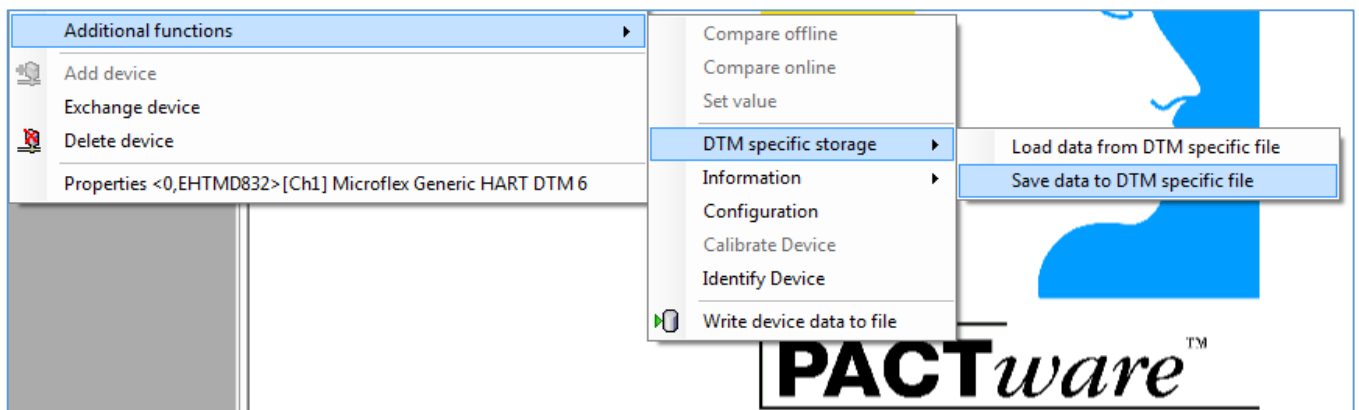 Additional functions
Add device
Exchange device
Delete device
Properties <0,EHTMD832>[Ch1] Microflex Generic HART DTM 6
Compare offline
Compare online
Set value
DTM specific storage
Information
Configuration
Calibrate Device
Identify Device
Write device data to file
Load data from DTM specific file
Save data to DTM specific file
PACTware™